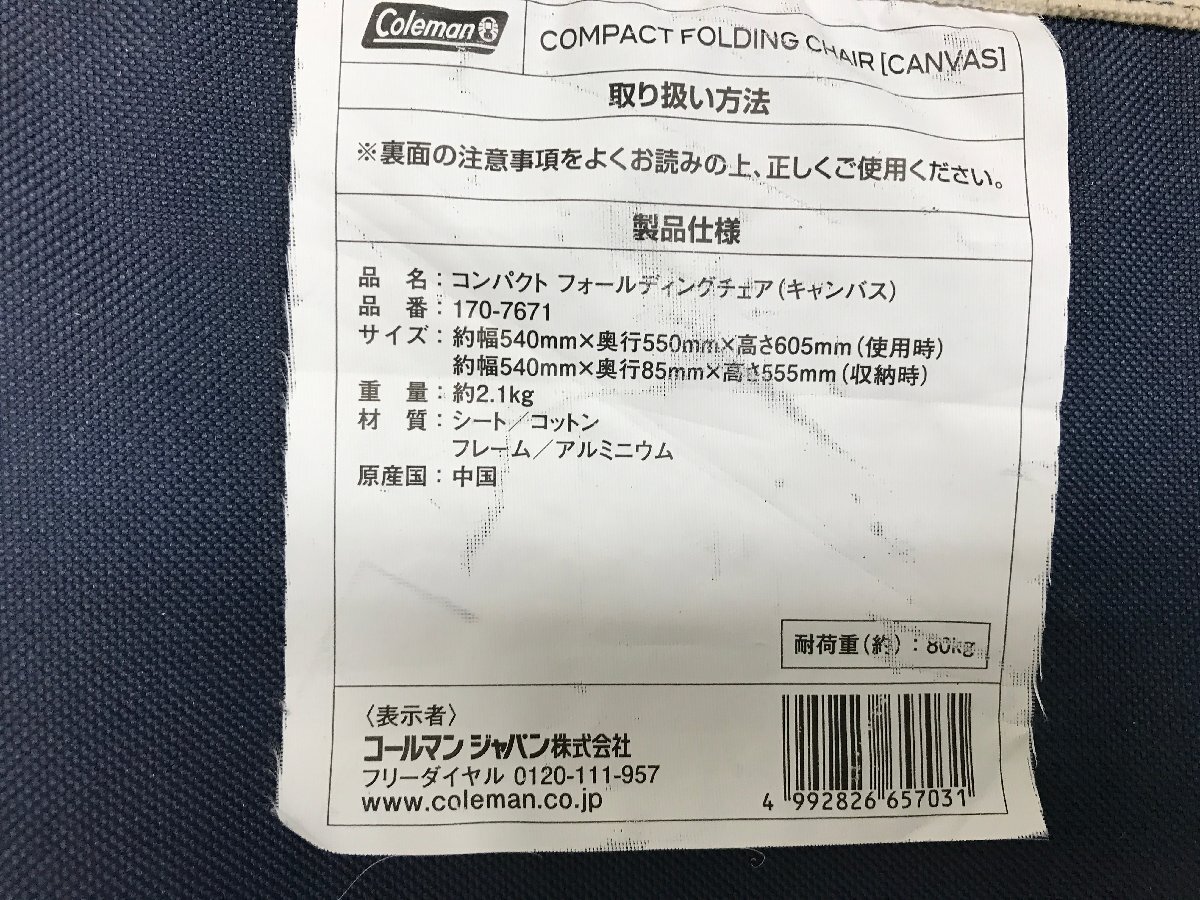 Coleman
COMPACT FOLDING CHAIR [CANVAS]
取り扱い方法
※裏面の注意事項をよくお読みの上、正しくご使用ください。
製品仕様
品 名：コンパクト フォールディングチェア（キャンバス）
品 番：170-7671
サイズ：約幅540mm×奥行550mm×高さ605mm（使用時）
約幅540mm×奥行85mm×高さ555mm（収納時）
重 量：約2.1kg
材 質：シート／コットン
フレーム／アルミニウム
原産国：中国
耐荷重（約）：80kg
〈表示者〉
コールマン ジャパン株式会社
フリーダイヤル 0120-111-957
www.coleman.co.jp
4 992826 657031